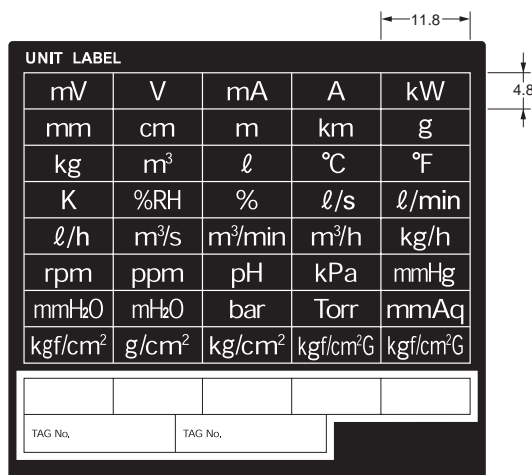 11.8
UNIT LABEL
4.8
mV V mA A kW
mm cm m km g
kg m³ ℓ °C °F
K %RH % ℓ/s ℓ/min
ℓ/h m³/s m³/min m³/h kg/h
rpm ppm pH kPa mmHg
mmH₂O mH₂O bar Torr mmAq
kgf/cm² g/cm² kg/cm² kgf/cm²G kgf/cm²G
TAG No. TAG No.